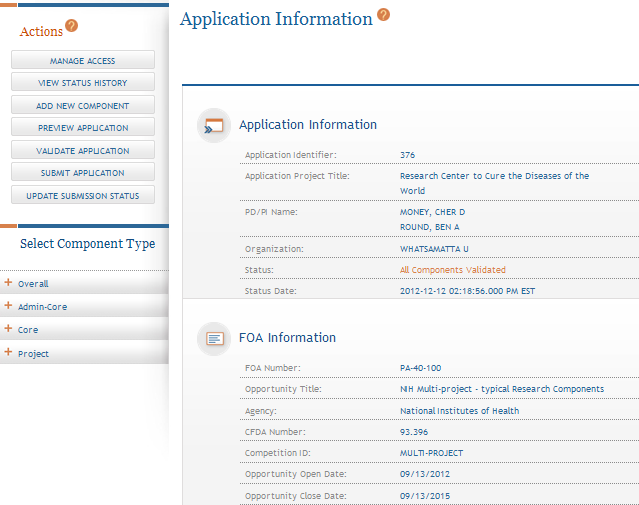 Actions ?
MANAGE ACCESS
VIEW STATUS HISTORY
ADD NEW COMPONENT
PREVIEW APPLICATION
VALIDATE APPLICATION
SUBMIT APPLICATION
UPDATE SUBMISSION STATUS
Select Component Type
+ Overall
+ Admin-Core
+ Core
+ Project
Application Information ?
Application Information
Application Identifier: 376
Application Project Title: Research Center to Cure the Diseases of the
World
PD/PI Name: MONEY, CHER D
ROUND, BEN A
Organization: WHATSAMATTA U
Status: All Components Validated
Status Date: 2012-12-12 02:18:56.000 PM EST
FOA Information
FOA Number: PA-40-100
Opportunity Title: NIH Multi-project - typical Research Components
Agency: National Institutes of Health
CFDA Number: 93.396
Competition ID: MULTI-PROJECT
Opportunity Open Date: 09/13/2012
Opportunity Close Date: 09/13/2015